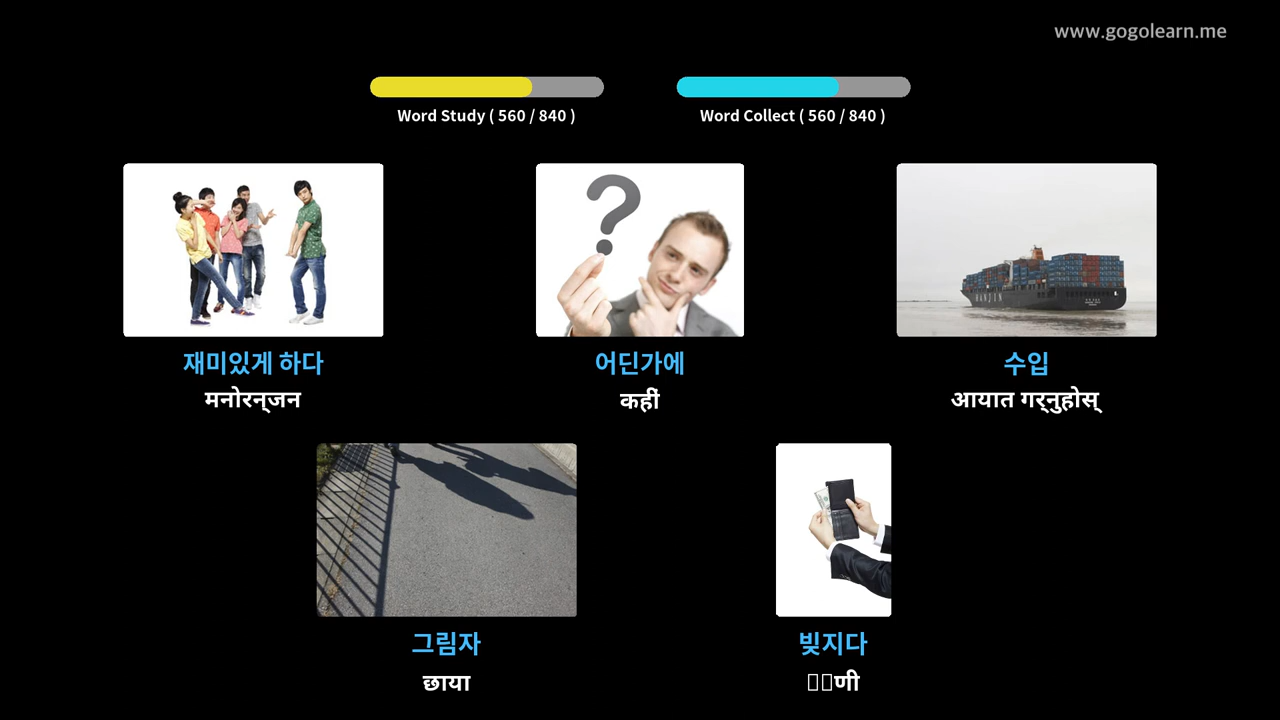 www.gogolearn.me
Word Study ( 560 / 840 )
Word Collect ( 560 / 840 )
재미있게 하다
मनोरन्जन
어딘가에
कहीं
수입
आयात गर्नुहोस्
HANJIN
그림자
छाया
빚지다